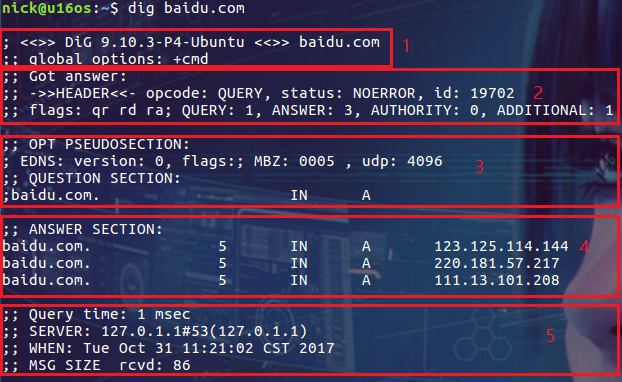 nick@u16os:~$ dig baidu.com
; <<>> DiG 9.10.3-P4-Ubuntu <<>> baidu.com 1
;; global options: +cmd
;; Got answer:
;; ->>HEADER<<- opcode: QUERY, status: NOERROR, id: 19702 2
;; flags: qr rd ra; QUERY: 1, ANSWER: 3, AUTHORITY: 0, ADDITIONAL: 1
;; OPT PSEUDOSECTION:
; EDNS: version: 0, flags:; MBZ: 0005 , udp: 4096 3
;; QUESTION SECTION:
;baidu.com. IN A
;; ANSWER SECTION:
baidu.com. 5 IN A 123.125.114.144 4
baidu.com. 5 IN A 220.181.57.217
baidu.com. 5 IN A 111.13.101.208
;; Query time: 1 msec
;; SERVER: 127.0.1.1#53(127.0.1.1) 5
;; WHEN: Tue Oct 31 11:21:02 CST 2017
;; MSG SIZE rcvd: 86